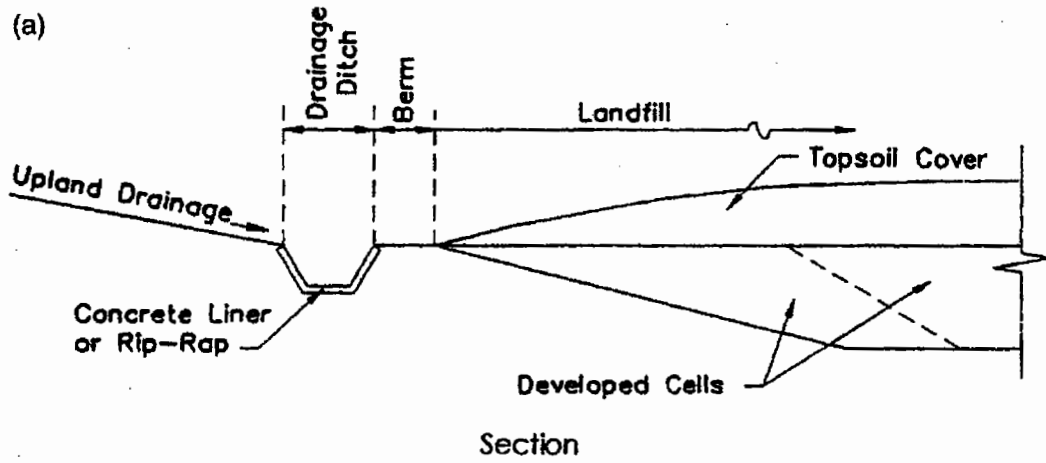 (a)
Drainage
Ditch
Berm
Landfill
Topsoil Cover
Upland Drainage
Concrete Liner
or Rip-Rap
Developed Cells
Section